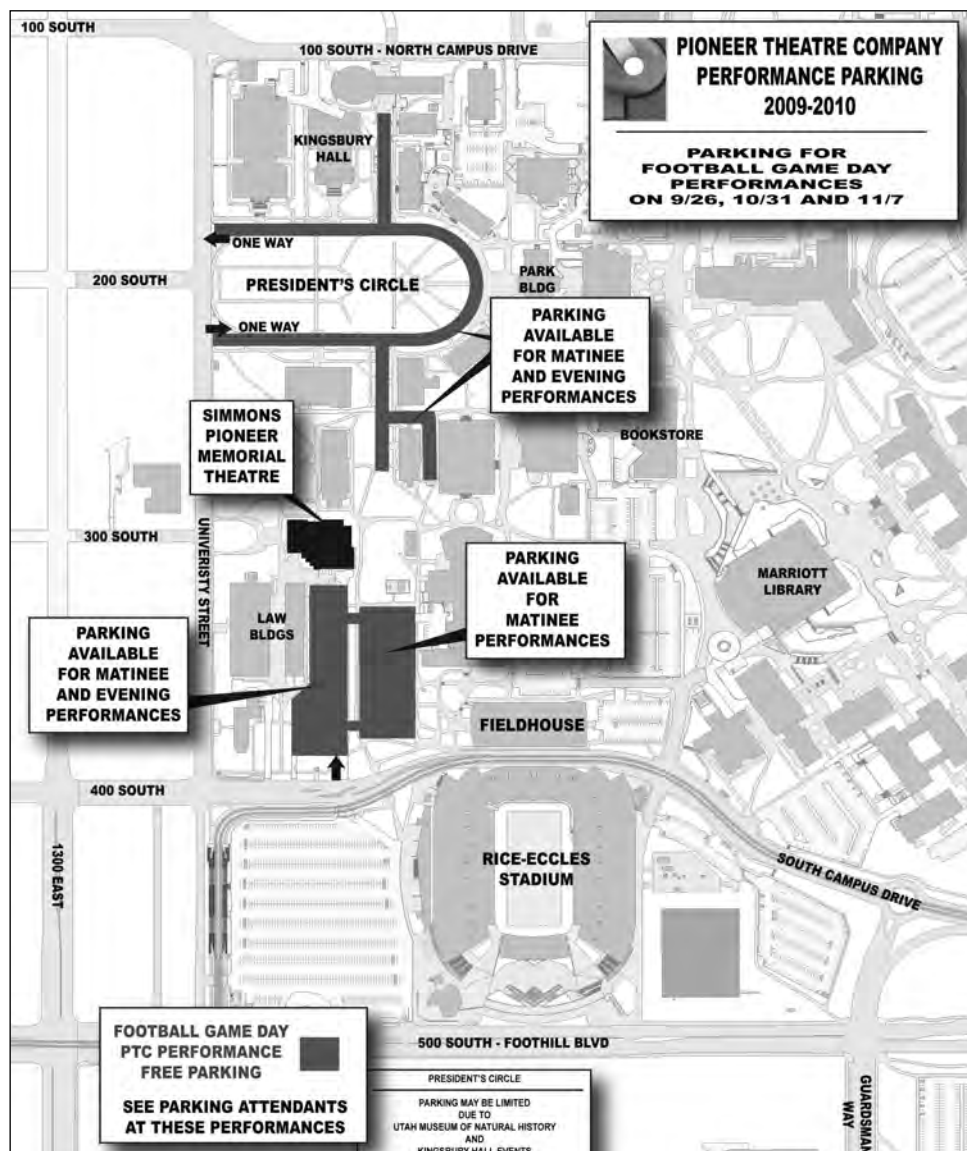 100 SOUTH
100 SOUTH - NORTH CAMPUS DRIVE
PIONEER THEATRE COMPANY
PERFORMANCE PARKING
2009-2010
PARKING FOR
FOOTBALL GAME DAY
PERFORMANCES
ON 9/26, 10/31 AND 11/7
KINGSBURY
HALL
ONE WAY
200 SOUTH
PRESIDENT'S CIRCLE
PARK
BLDG
ONE WAY
PARKING
AVAILABLE
FOR MATINEE
AND EVENING
PERFORMANCES
SIMMONS
PIONEER
MEMORIAL
THEATRE
BOOKSTORE
300 SOUTH
UNIVERISTY STREET
PARKING
AVAILABLE
FOR
MATINEE
PERFORMANCES
MARRIOTT
LIBRARY
LAW
BLDGS
PARKING
AVAILABLE
FOR MATINEE
AND EVENING
PERFORMANCES
FIELDHOUSE
400 SOUTH
1300 EAST
RICE-ECCLES
STADIUM
SOUTH CAMPUS DRIVE
500 SOUTH - FOOTHILL BLVD
GUARDSMAN
WAY
FOOTBALL GAME DAY
PTC PERFORMANCE
FREE PARKING
SEE PARKING ATTENDANTS
AT THESE PERFORMANCES
PRESIDENT'S CIRCLE
PARKING MAY BE LIMITED
DUE TO
UTAH MUSEUM OF NATURAL HISTORY
AND
KINGSBURY HALL EVENTS